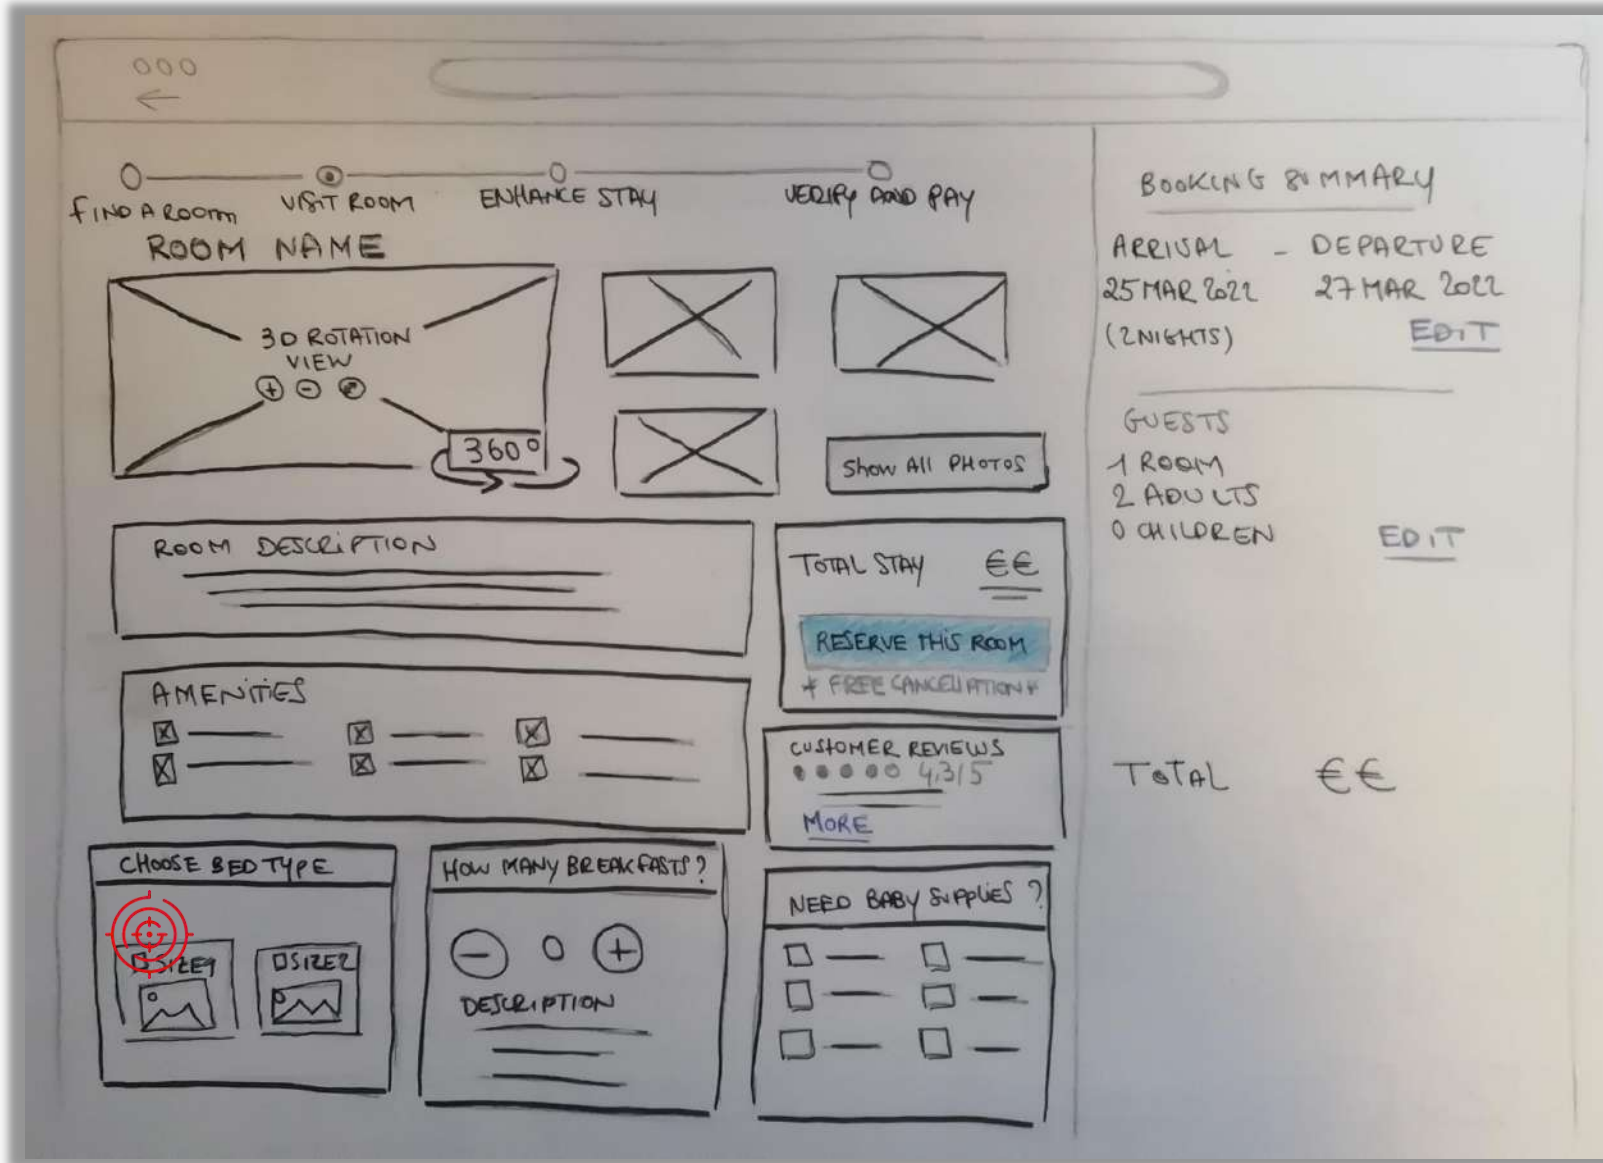 FIND A ROOM
VISIT ROOM
ENHANCE STAY
VERIFY AND PAY
ROOM NAME
3D ROTATION
VIEW
360°
Show All PHOTOS
ROOM DESCRIPTION
AMENITIES
TOTAL STAY €€
RESERVE THIS ROOM
* FREE CANCELLATION *
CUSTOMER REVIEWS
4,3/5
MORE
CHOOSE BED TYPE
SIZE1
SIZE2
HOW MANY BREAKFASTS?
- 0 +
DESCRIPTION
NEED BABY SUPPLIES ?
BOOKING SUMMARY
ARRIVAL - DEPARTURE
25 MAR 2022 27 MAR 2022
(2NIGHTS) EDIT
GUESTS
1 ROOM
2 ADULTS
0 CHILDREN EDIT
TOTAL €€